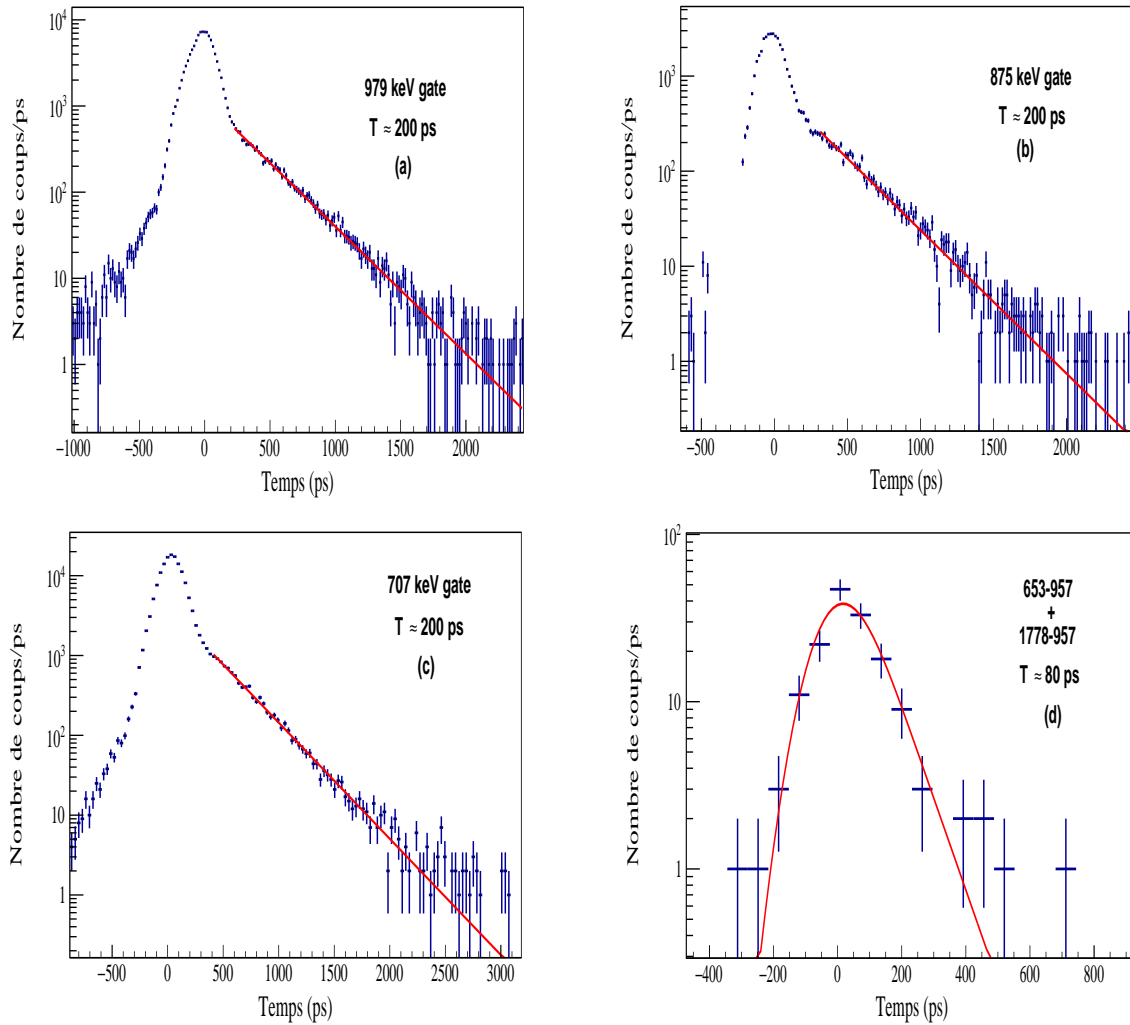 Nombre de coups/ps
10⁴
10³
10²
10
1
979 keV gate
T ≈ 200 ps
(a)
−1000 −500 0 500 1000 1500 2000
Temps (ps)
Nombre de coups/ps
10³
10²
10
1
875 keV gate
T ≈ 200 ps
(b)
−500 0 500 1000 1500 2000
Temps (ps)
Nombre de coups/ps
10⁴
10³
10²
10
1
707 keV gate
T ≈ 200 ps
(c)
−500 0 500 1000 1500 2000 2500 3000
Temps (ps)
Nombre de coups/ps
10²
10
1
653-957
+
1778-957
T ≈ 80 ps
(d)
−400 −200 0 200 400 600 800
Temps (ps)